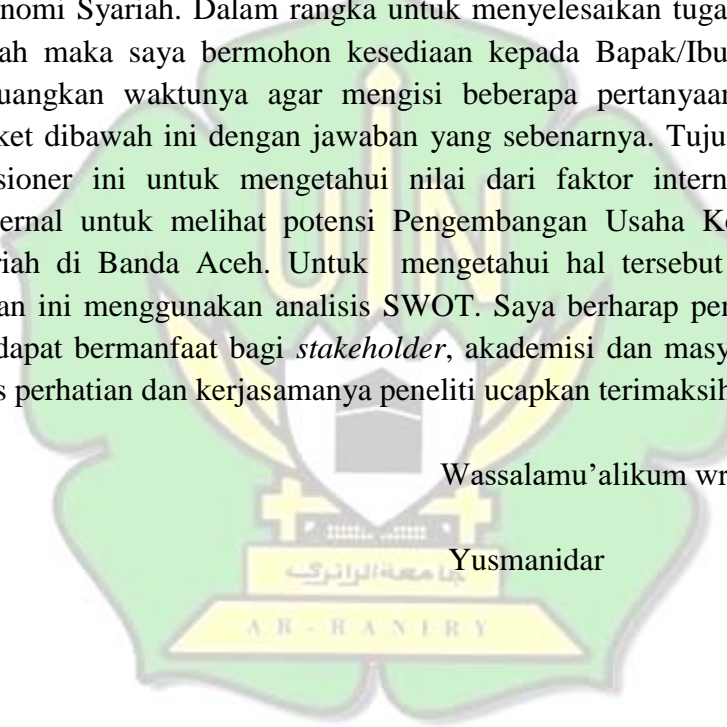 onomi Syariah. Dalam rangka untuk menyelesaikan tuga
ah maka saya bermohon kesediaan kepada Bapak/Ibu
uangkan waktunya agar mengisi beberapa pertanyaan
ket dibawah ini dengan jawaban yang sebenarnya. Tuju
sioner ini untuk mengetahui nilai dari faktor intern
ernal untuk melihat potensi Pengembangan Usaha Ko
riah di Banda Aceh. Untuk mengetahui hal tersebut
an ini menggunakan analisis SWOT. Saya berharap per
dapat bermanfaat bagi stakeholder, akademisi dan masy
s perhatian dan kerjasamanya peneliti ucapkan terimaksih
Wassalamu’alikum wr
Yusmanidar
UIN
جامعة الرانري
AR-RANIRY